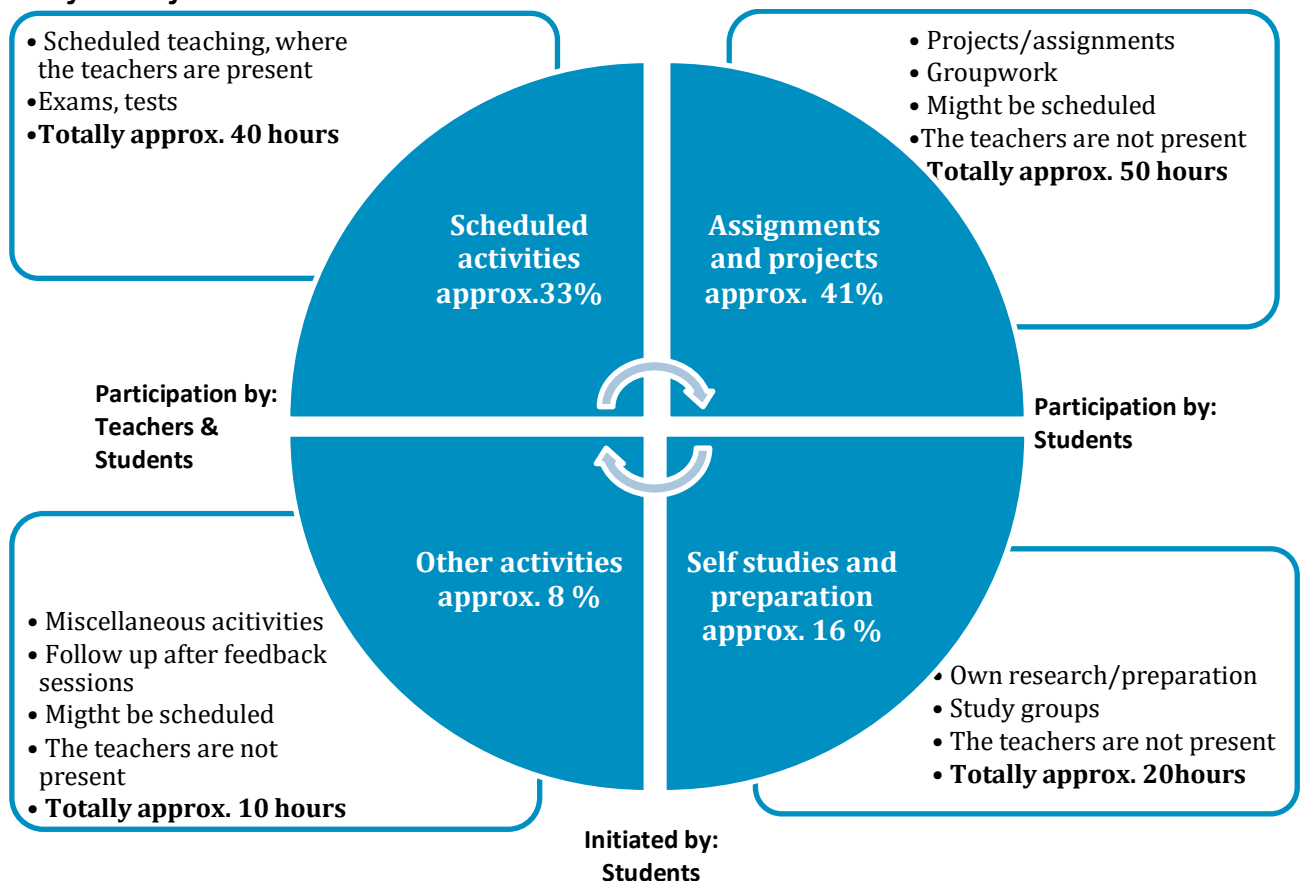 • Scheduled teaching, where
the teachers are present
•Exams, tests
•Totally approx. 40 hours
• Projects/assignments
• Groupwork
• Migtht be scheduled
•The teachers are not present
• Totally approx. 50 hours
Scheduled
activities
approx.33%
Assignments
and projects
approx. 41%
Participation by:
Teachers &
Students
Participation by:
Students
Other activities
approx. 8 %
Self studies and
preparation
approx. 16 %
• Miscellaneous acitivities
• Follow up after feedback
sessions
• Migtht be scheduled
• The teachers are not
present
• Totally approx. 10 hours
• Own research/preparation
• Study groups
• The teachers are not present
• Totally approx. 20hours
Initiated by:
Students